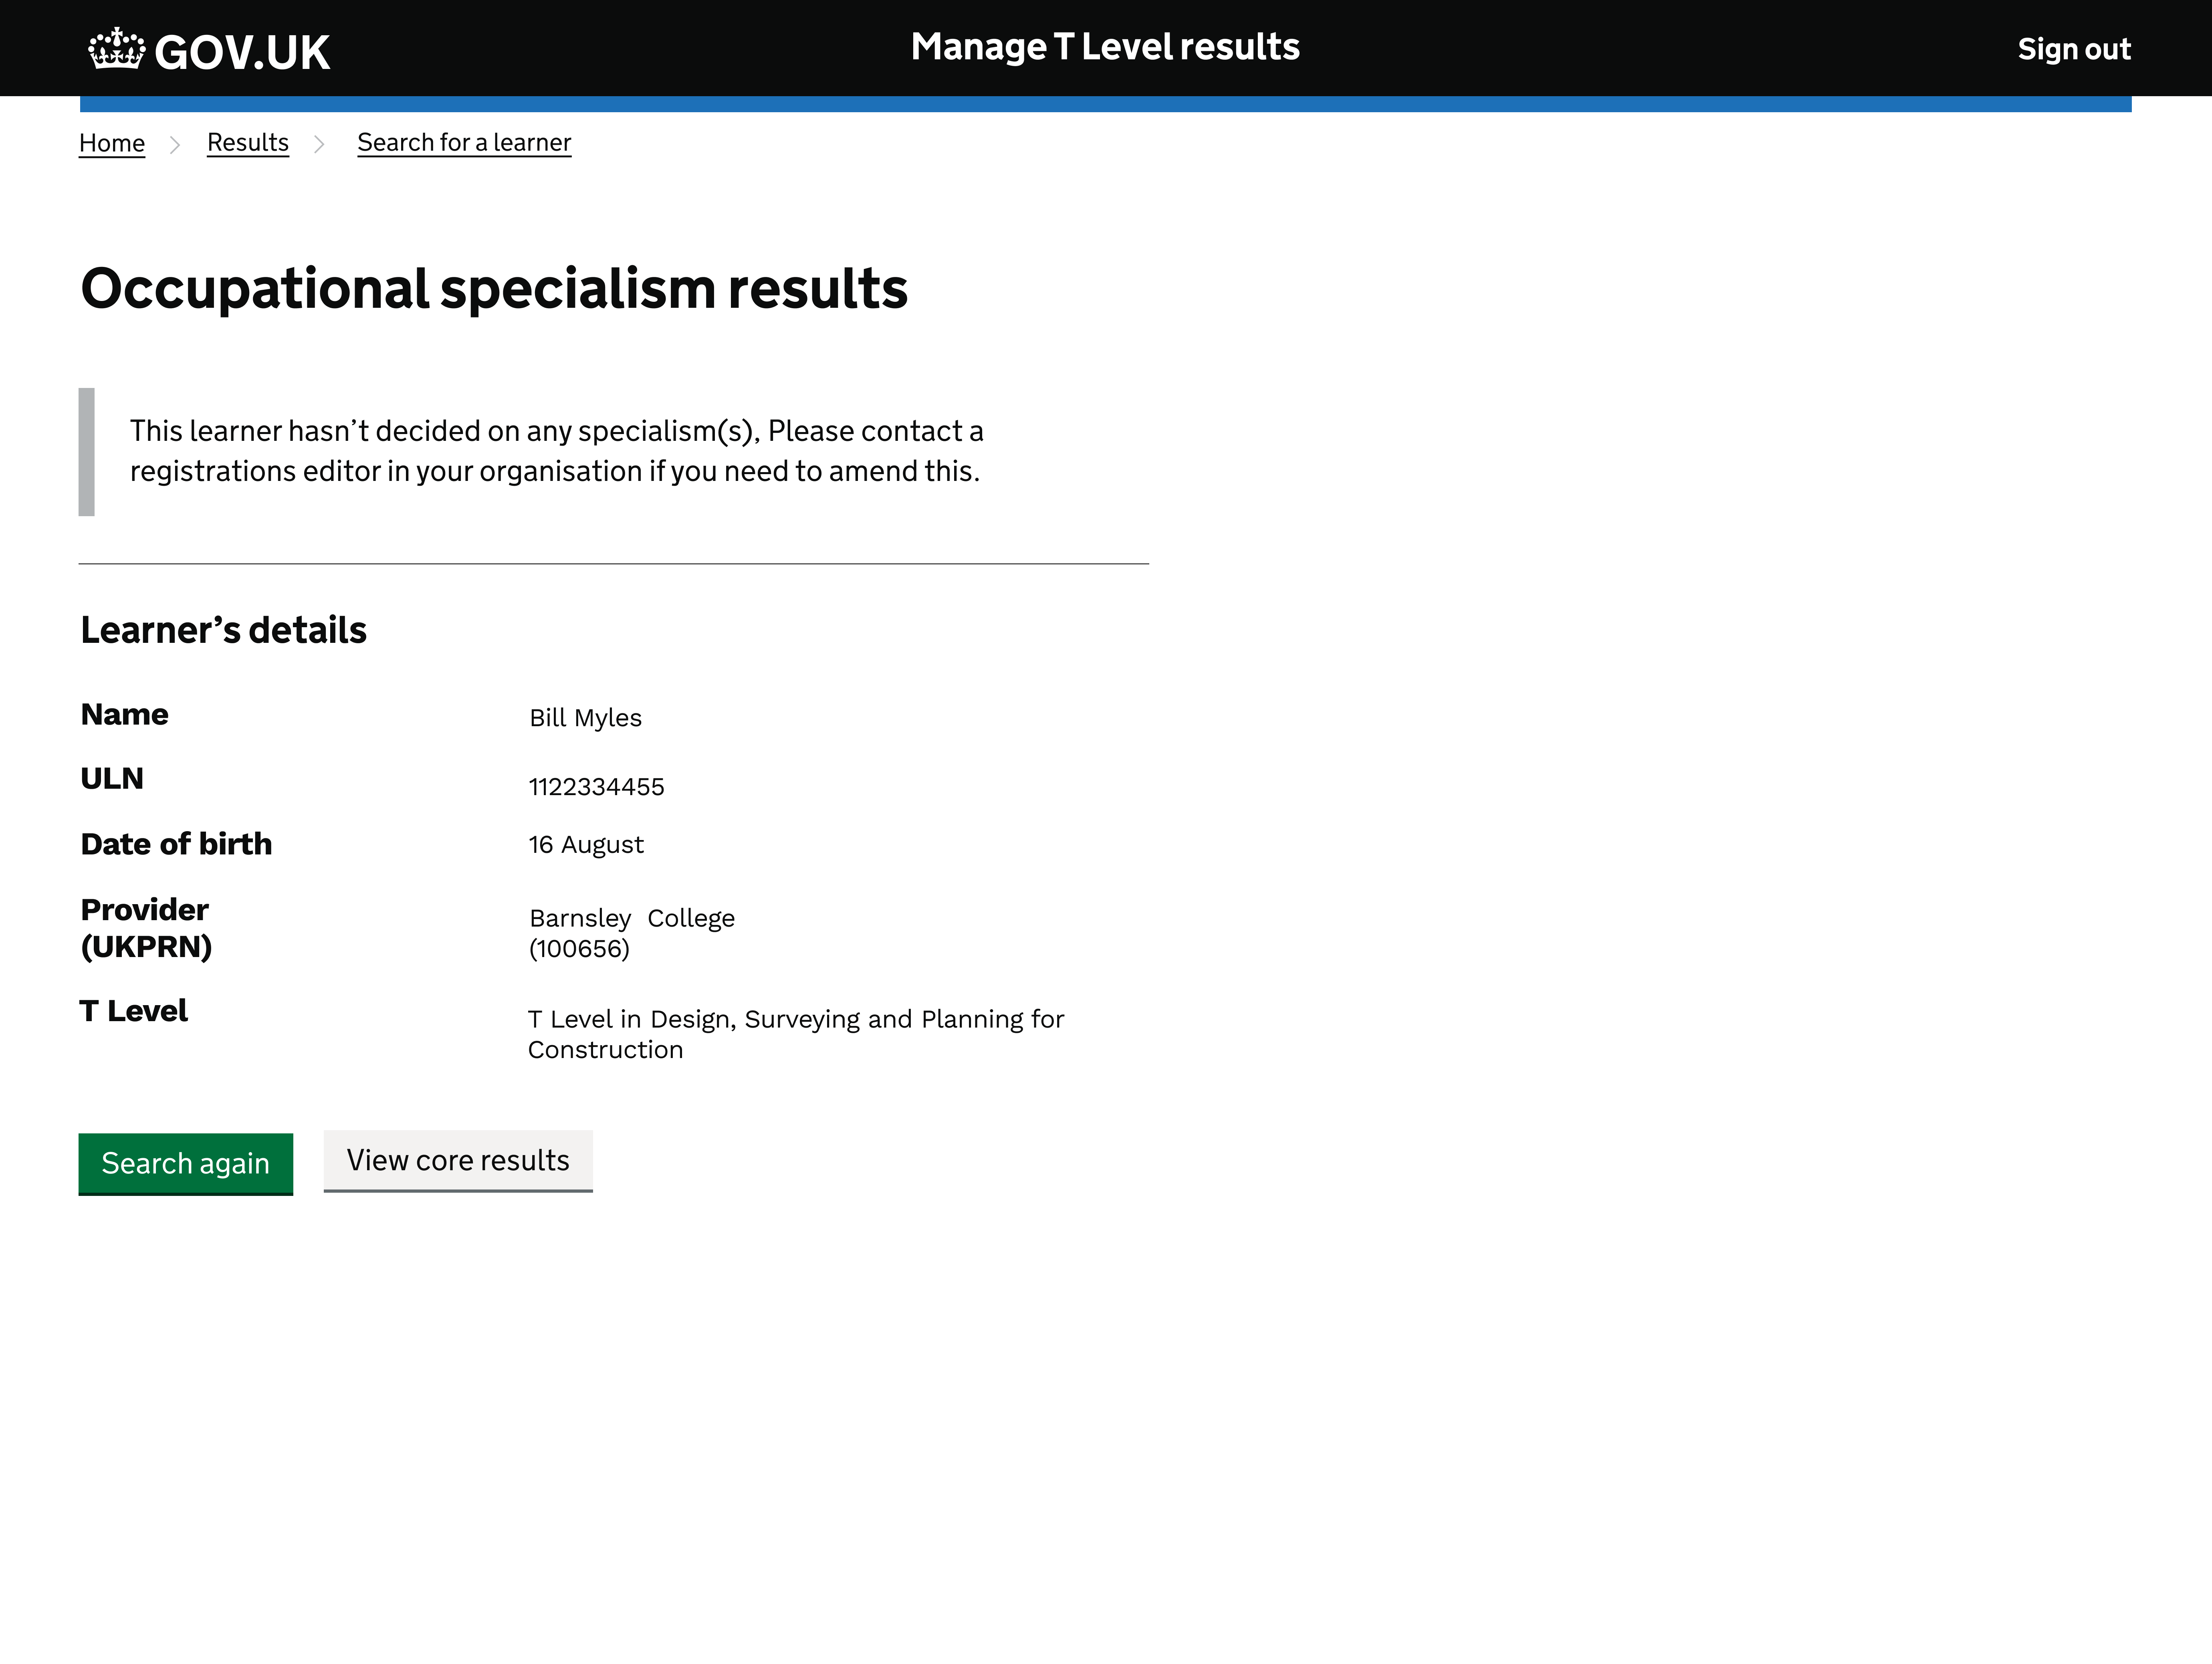 GOV.UK
Manage T Level results
Sign out
Home
Results
Search for a learner
Occupational specialism results
This learner hasn’t decided on any specialism(s), Please contact a
registrations editor in your organisation if you need to amend this.
Learner’s details
Name
Bill Myles
ULN
1122334455
Date of birth
16 August
Provider
(UKPRN)
Barnsley College
(100656)
T Level
T Level in Design, Surveying and Planning for
Construction
Search again
View core results